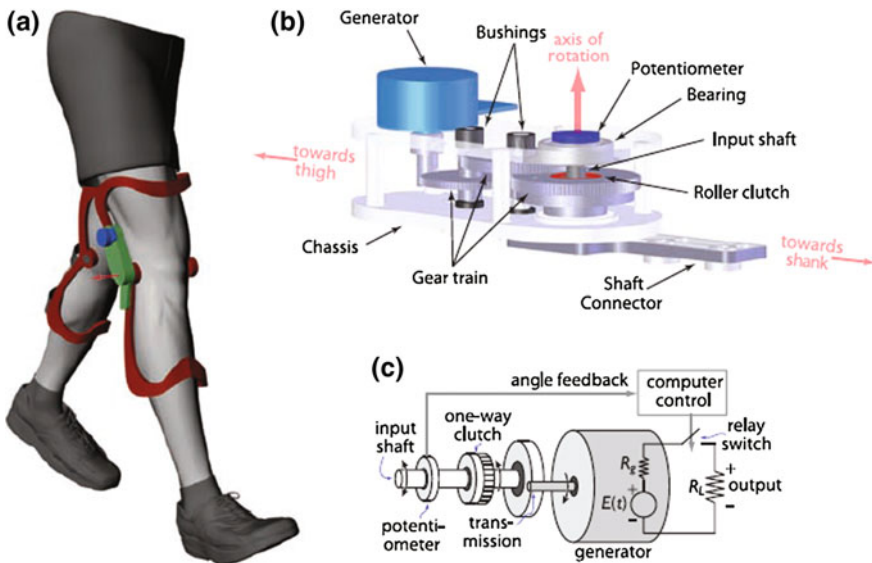 (a)
(b)
Generator
Bushings
axis of
rotation
Potentiometer
Bearing
Input shaft
Roller clutch
towards
thigh
Chassis
Gear train
Shaft
Connector
towards
shank
(c)
angle feedback
computer
control
relay
switch
one-way
clutch
input
shaft
potenti-
ometer
trans-
mission
generator
Rg
E(t)
+
−
RL
+
output
−